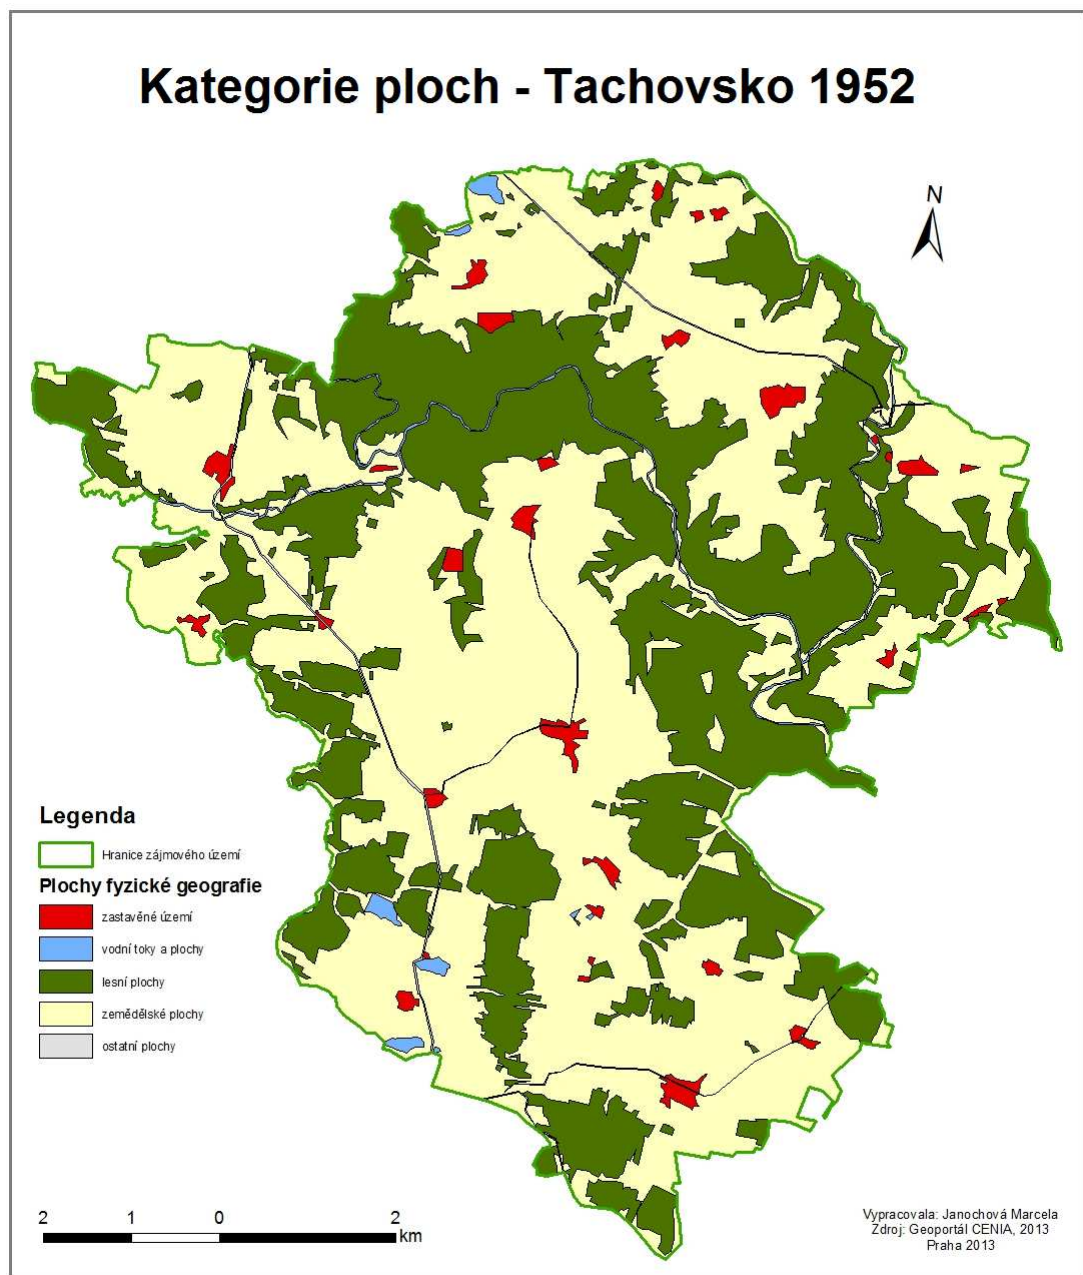 Kategorie ploch - Tachovsko 1952
N
Legenda
Hranice zájmového území
Plochy fyzické geografie
zastavěné území
vodní toky a plochy
lesní plochy
zemědělské plochy
ostatní plochy
2 1 0 2
km
Vypracovala: Janochová Marcela
Zdroj: Geoportál CENIA, 2013
Praha 2013